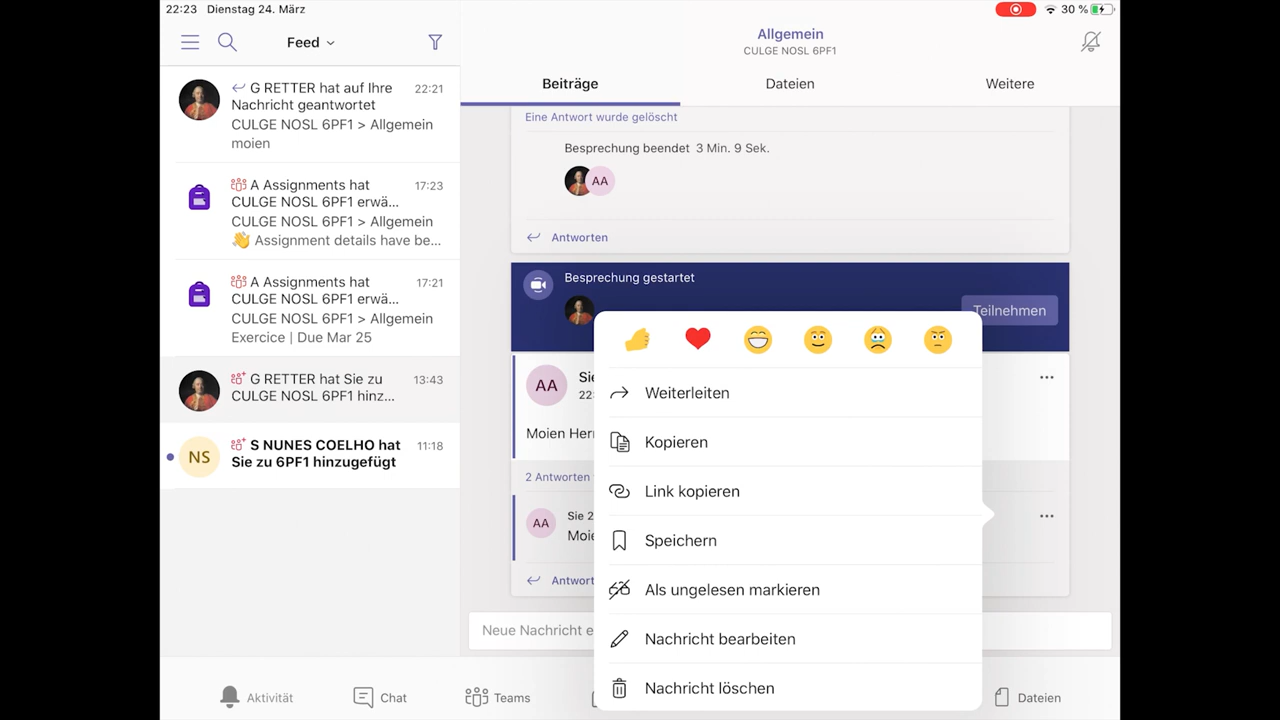 22:23 Dienstag 24. März
30 %
Feed
G RETTER hat auf Ihre
Nachricht geantwortet
22:21
CULGE NOSL 6PF1 > Allgemein
moien
A Assignments hat
CULGE NOSL 6PF1 erwä...
17:23
CULGE NOSL 6PF1 > Allgemein
👋 Assignment details have be...
A Assignments hat
CULGE NOSL 6PF1 erwä...
17:21
CULGE NOSL 6PF1 > Allgemein
Exercice | Due Mar 25
G RETTER hat Sie zu
CULGE NOSL 6PF1 hinz...
13:43
NS
S NUNES COELHO hat
Sie zu 6PF1 hinzugefügt
11:18
Allgemein
CULGE NOSL 6PF1
Beiträge
Dateien
Weitere
Eine Antwort wurde gelöscht
Besprechung beendet 3 Min. 9 Sek.
AA
Antworten
Besprechung gestartet
Teilnehmen
AA
Sie
22:
Moien Herr
2 Antworten
AA
Sie 2
Moie
Antwort
Neue Nachricht e
Weiterleiten
Kopieren
Link kopieren
Speichern
Als ungelesen markieren
Nachricht bearbeiten
Nachricht löschen
Aktivität
Chat
Teams
Dateien